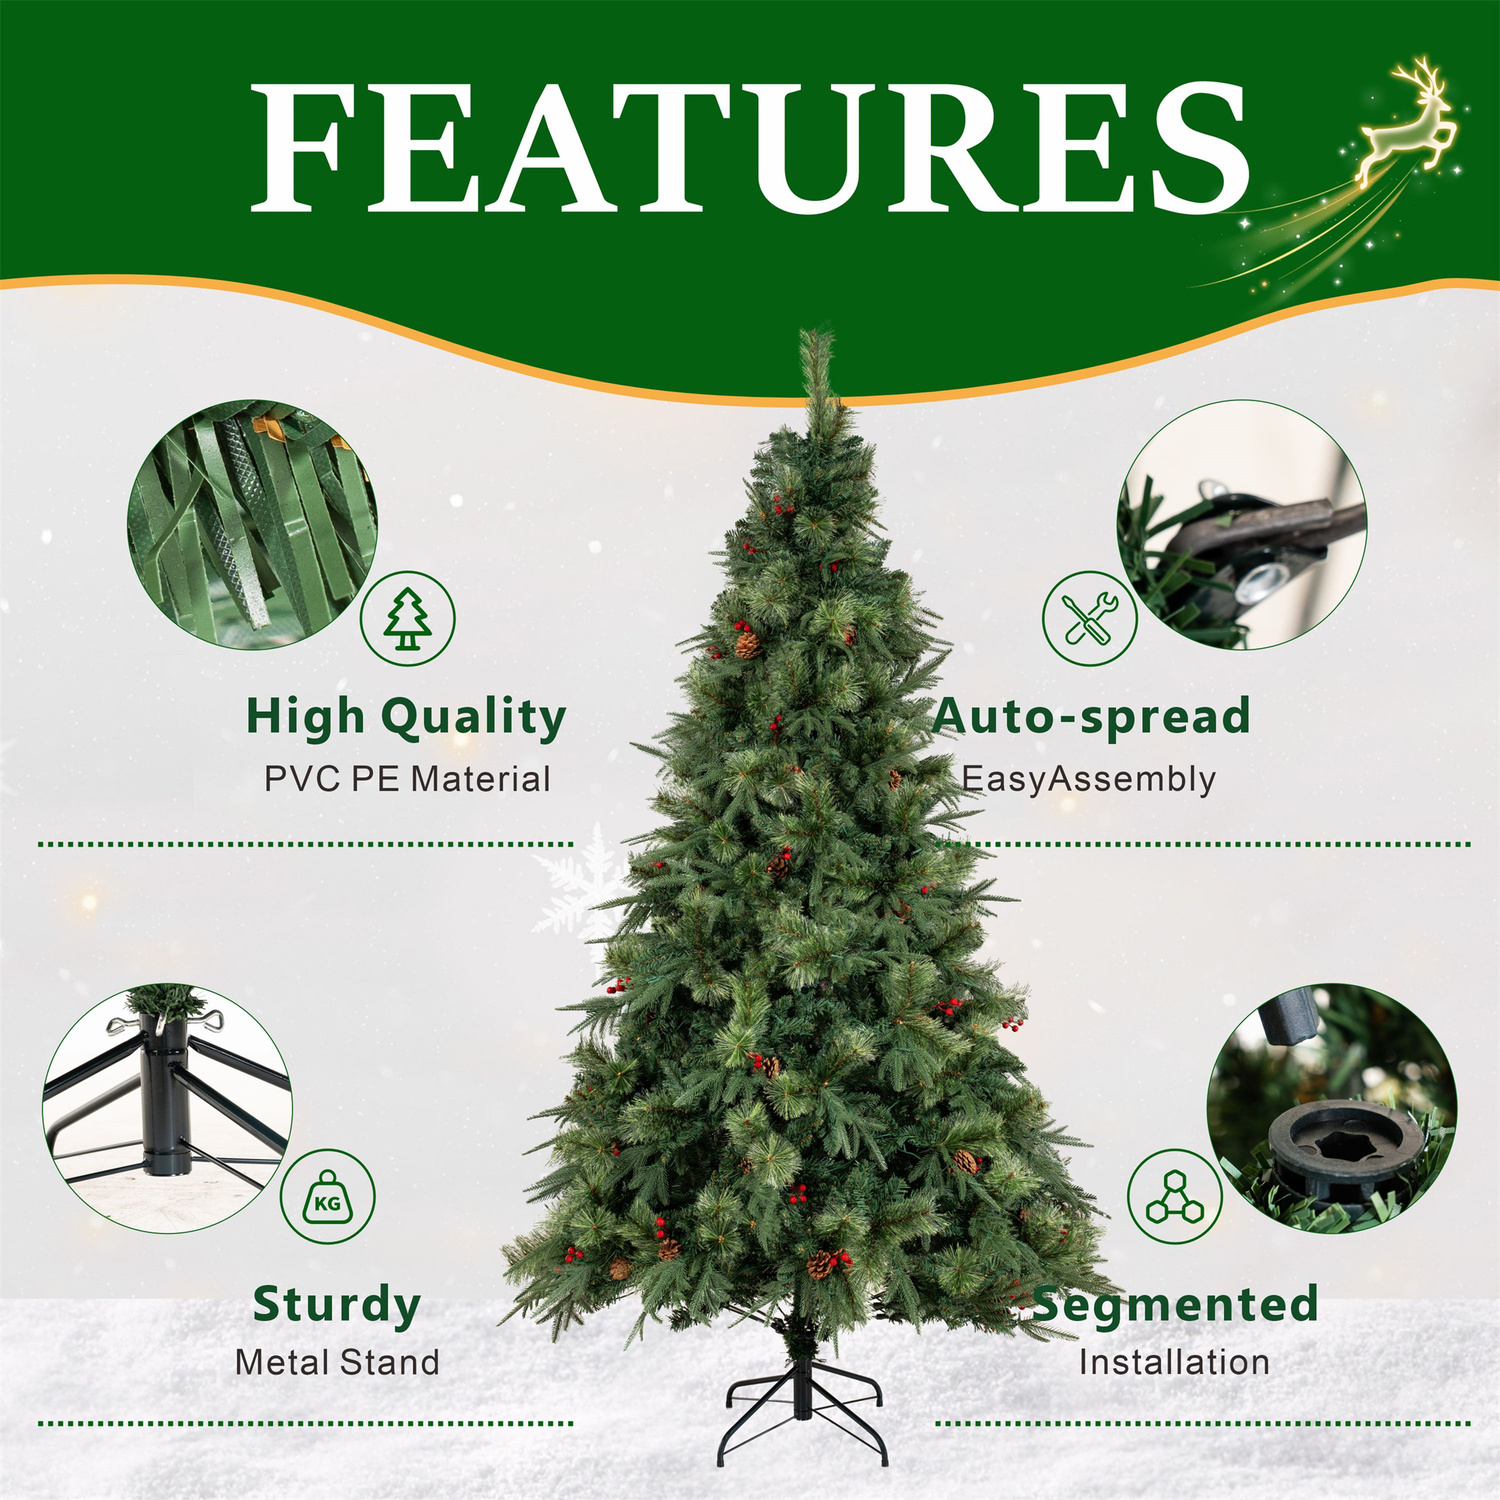 FEATURES
High Quality
PVC PE Material
Auto-spread
EasyAssembly
KG
Sturdy
Metal Stand
Segmented
Installation